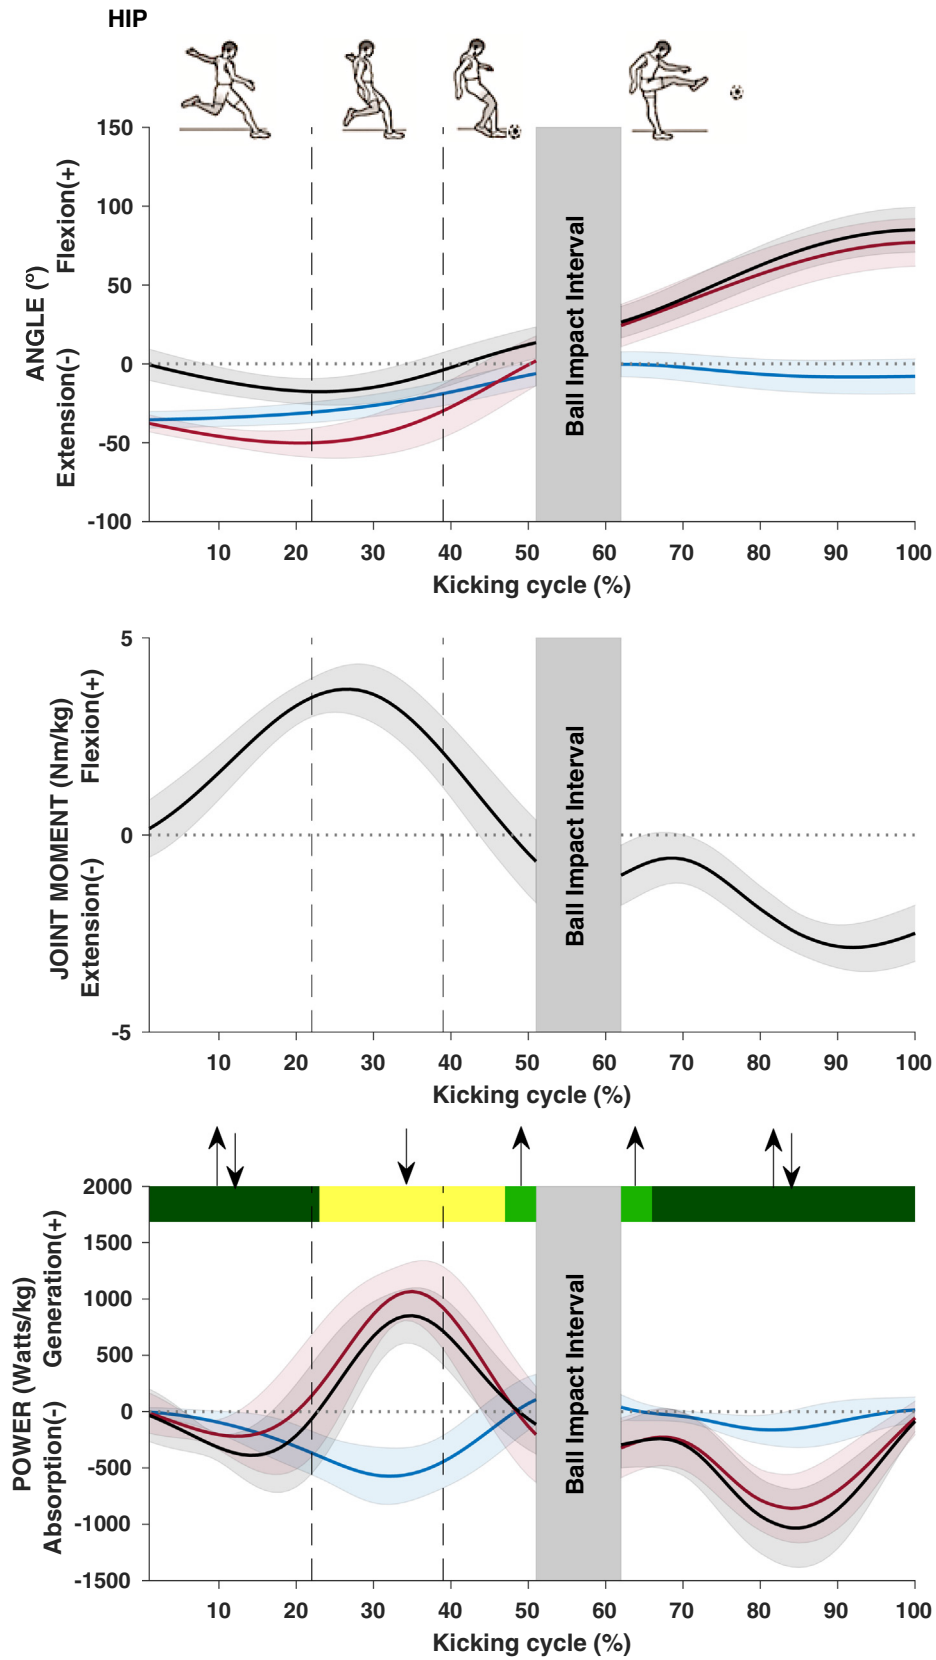 HIP
150
100
50
0
-50
-100
ANGLE (º)
Extension(-) Flexion(+)
Ball Impact Interval
10 20 30 40 50 60 70 80 90 100
Kicking cycle (%)
5
0
-5
JOINT MOMENT (Nm/kg)
Extension(-) Flexion(+)
Ball Impact Interval
10 20 30 40 50 60 70 80 90 100
Kicking cycle (%)
2000
1500
1000
500
0
-500
-1000
-1500
POWER (Watts/kg)
Absorption(-) Generation(+)
Ball Impact Interval
10 20 30 40 50 60 70 80 90 100
Kicking cycle (%)